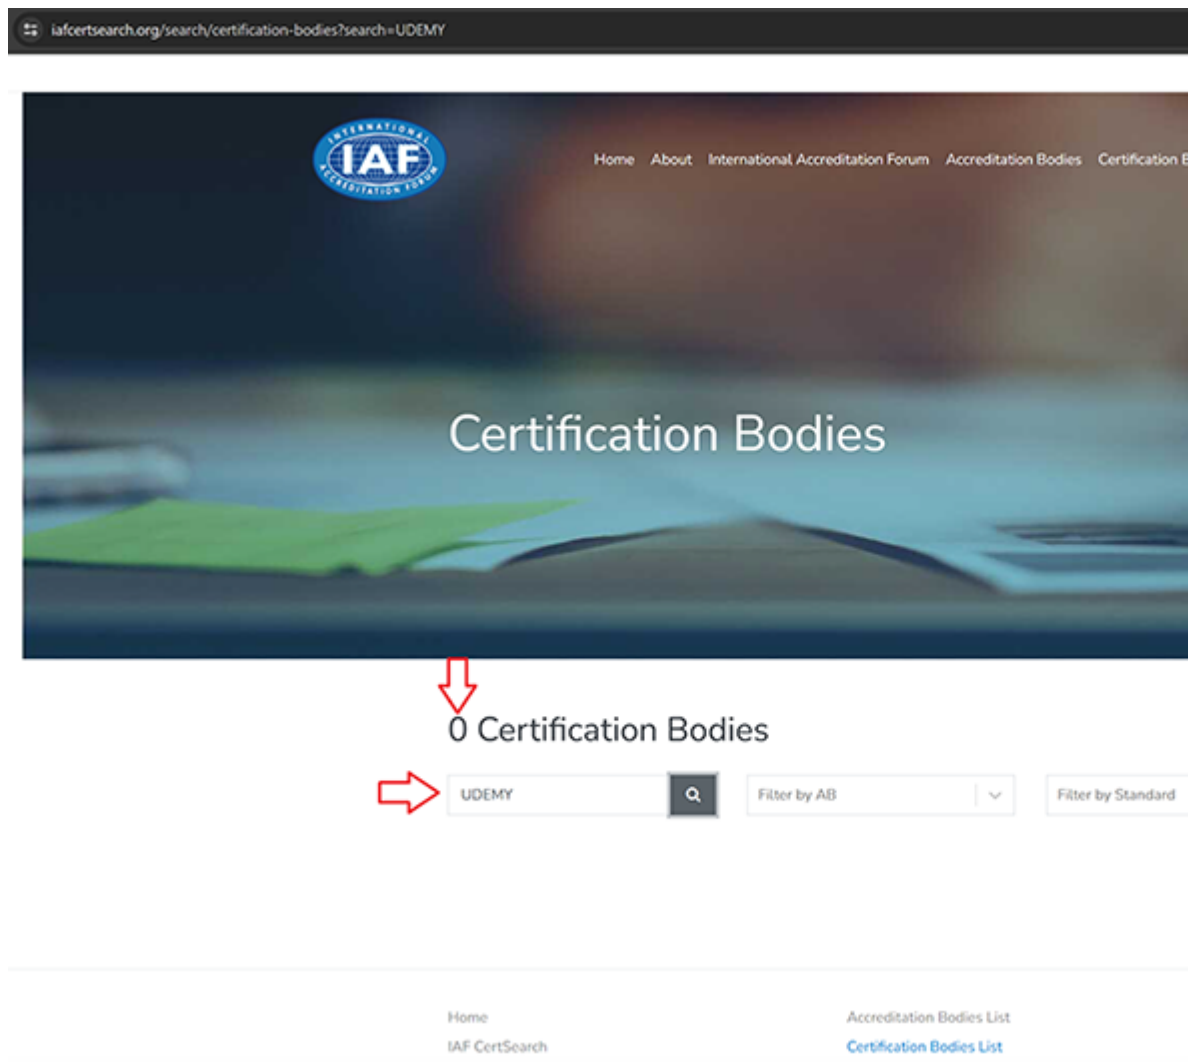 iafcertsearch.org/search/certification-bodies?search=UDEMY
INTERNATIONAL
IAF
ACCREDITATION FORUM
Home About International Accreditation Forum Accreditation Bodies Certification B
Certification Bodies
0 Certification Bodies
UDEMY Filter by AB Filter by Standard
Home Accreditation Bodies List
IAF CertSearch Certification Bodies List